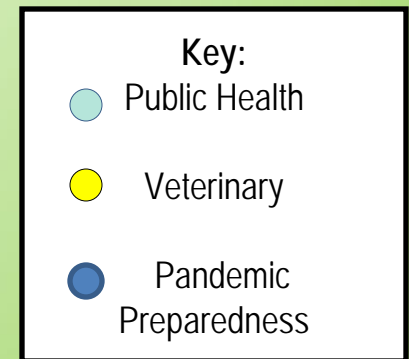 Key:
Public Health
Veterinary
Pandemic
Preparedness